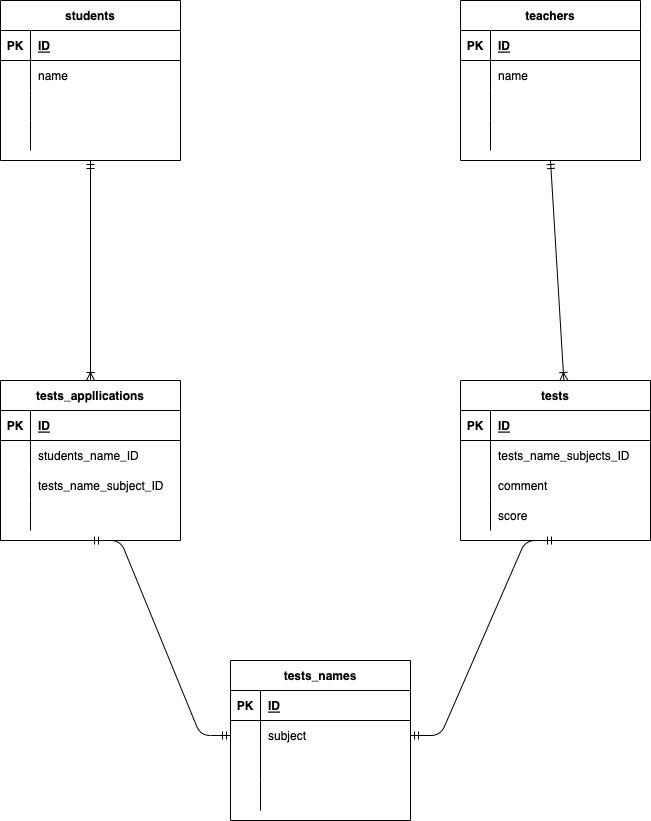 students
PK ID
name
teachers
PK ID
name
tests_appllications
PK ID
students_name_ID
tests_name_subject_ID
tests
PK ID
tests_name_subjects_ID
comment
score
tests_names
PK ID
subject